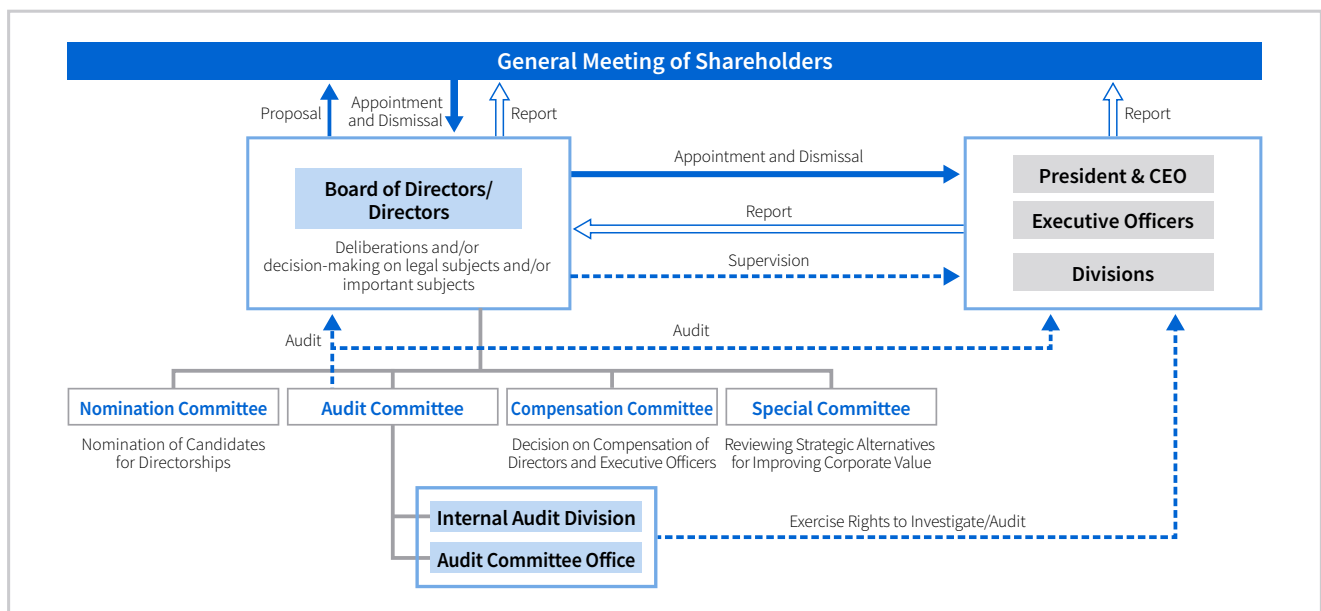 General Meeting of Shareholders
Proposal
Appointment
and Dismissal
Report
Report
Board of Directors/
Directors
Deliberations and/or
decision-making on legal subjects and/or
important subjects
Appointment and Dismissal
Report
Supervision
President & CEO
Executive Officers
Divisions
Audit
Audit
Nomination Committee
Nomination of Candidates
for Directorships
Audit Committee
Compensation Committee
Decision on Compensation of
Directors and Executive Officers
Special Committee
Reviewing Strategic Alternatives
for Improving Corporate Value
Internal Audit Division
Audit Committee Office
Exercise Rights to Investigate/Audit